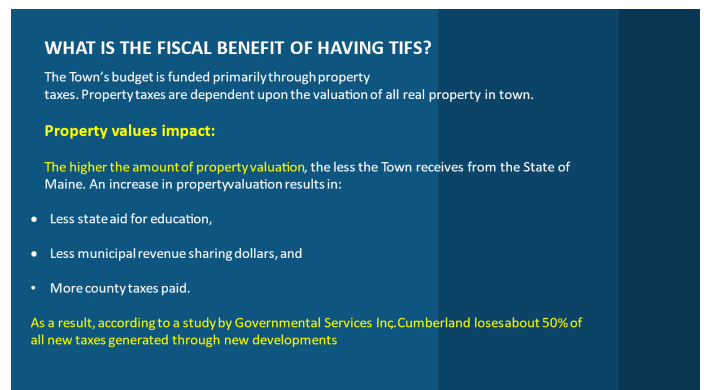 WHAT IS THE FISCAL BENEFIT OF HAVING TIFS?
The Town's budget is funded primarily through property
taxes. Property taxes are dependent upon the valuation of all real property in town.
Property values impact:
The higher the amount of property valuation, the less the Town receives from the State of
Maine. An increase in property valuation results in:
• Less state aid for education,
• Less municipal revenue sharing dollars, and
• More county taxes paid.
As a result, according to a study by Governmental Services Inc. Cumberland loses about 50% of
all new taxes generated through new developments